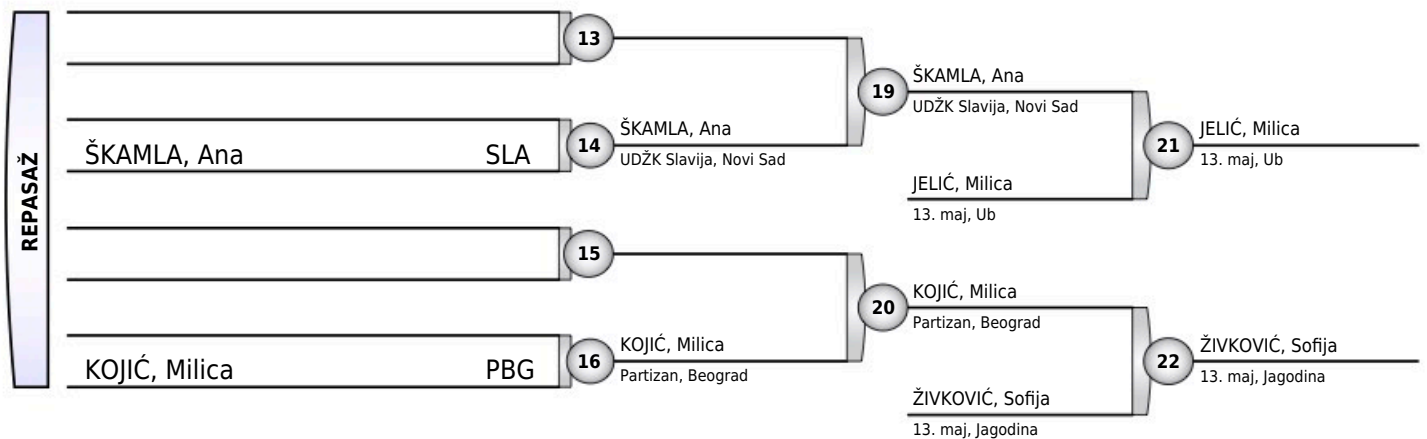 REPASAŽ
13
ŠKAMLA, Ana SLA
14
ŠKAMLA, Ana
UDŽK Slavija, Novi Sad
19
ŠKAMLA, Ana
UDŽK Slavija, Novi Sad
JELIĆ, Milica
13. maj, Ub
21
JELIĆ, Milica
13. maj, Ub
15
KOJIĆ, Milica PBG
16
KOJIĆ, Milica
Partizan, Beograd
20
KOJIĆ, Milica
Partizan, Beograd
ŽIVKOVIĆ, Sofija
13. maj, Jagodina
22
ŽIVKOVIĆ, Sofija
13. maj, Jagodina